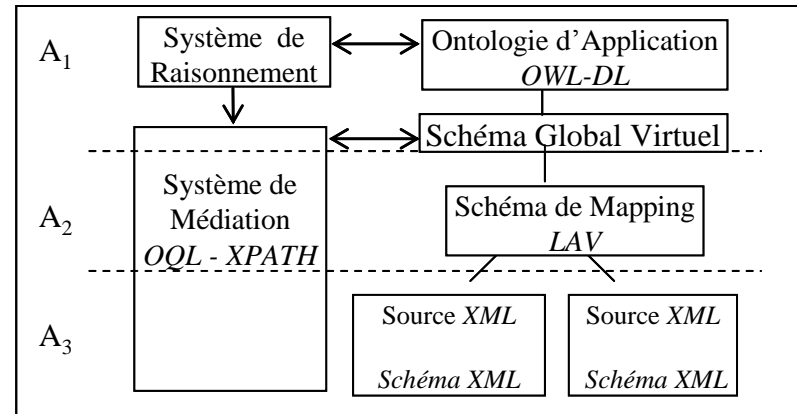 A1
Système de
Raisonnement
Ontologie d'Application
OWL-DL
Schéma Global Virtuel
A2
Système de
Médiation
OQL - XPATH
Schéma de Mapping
LAV
A3
Source XML
Schéma XML
Source XML
Schéma XML